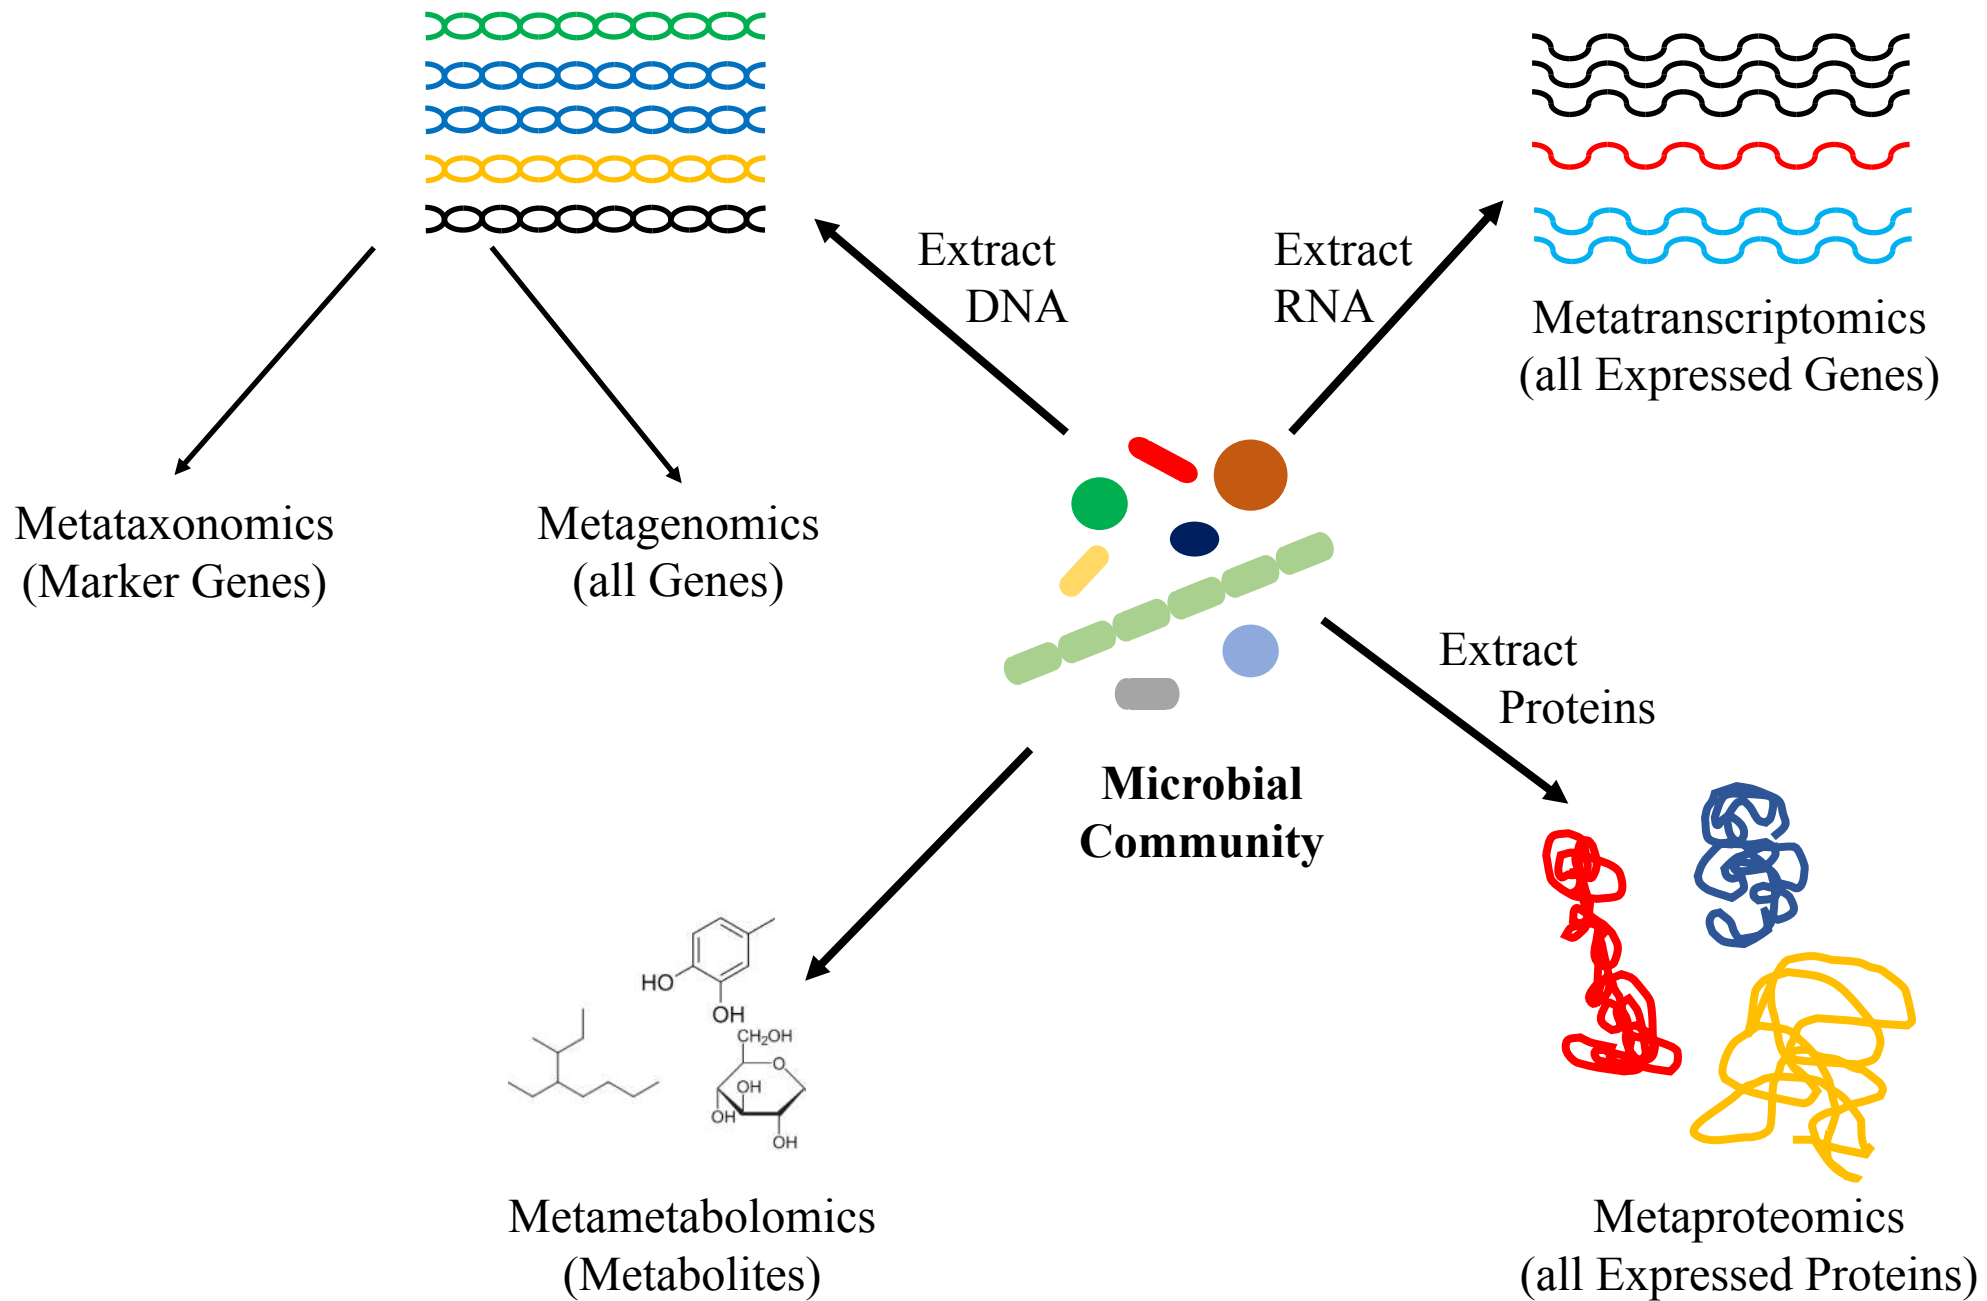 Extract
DNA
Extract
RNA
Metatranscriptomics
(all Expressed Genes)
Metataxonomics
(Marker Genes)
Metagenomics
(all Genes)
Extract
Proteins
Microbial
Community
HO
OH
CH₂OH
O
OH
OH
OH
Metametabolomics
(Metabolites)
Metaproteomics
(all Expressed Proteins)